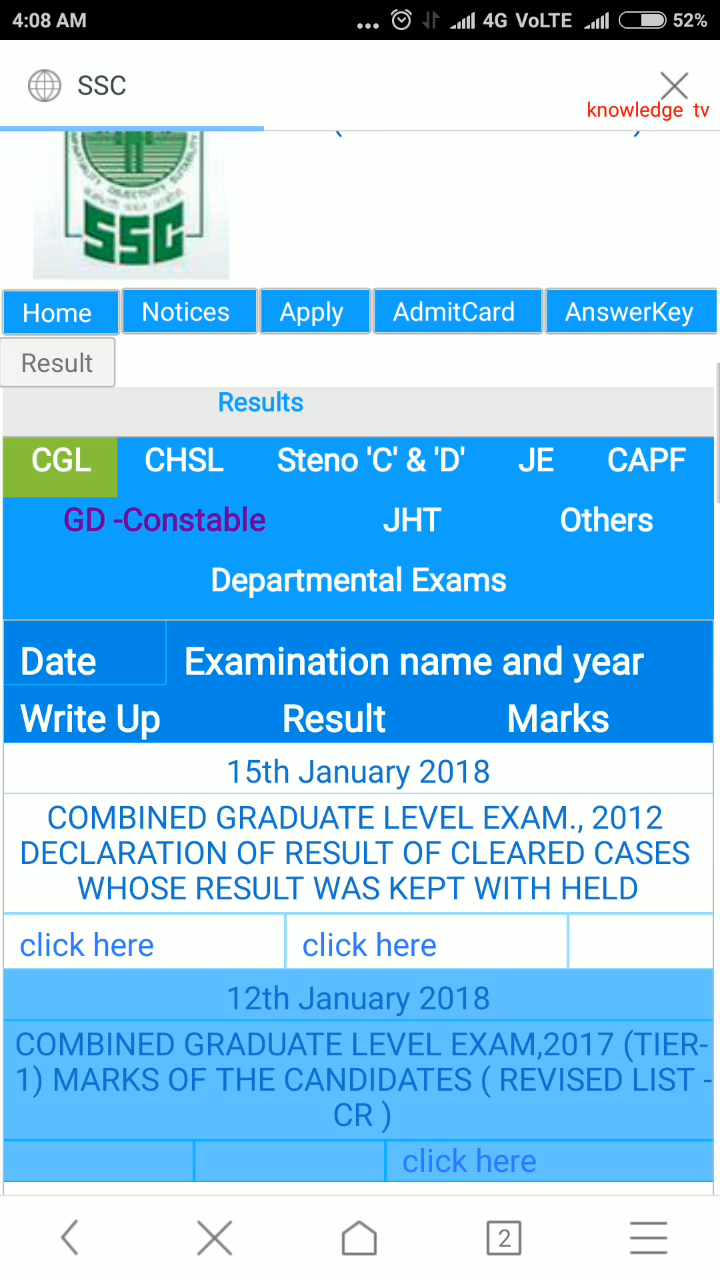 4:08 AM ... 4G VoLTE 52%
SSC
knowledge tv
OBJECTIVITY
SSC
Home Notices Apply AdmitCard AnswerKey
Result
Results
CGL CHSL Steno 'C' & 'D' JE CAPF
GD -Constable JHT Others
Departmental Exams
Date Examination name and year
Write Up Result Marks
15th January 2018
COMBINED GRADUATE LEVEL EXAM., 2012
DECLARATION OF RESULT OF CLEARED CASES
WHOSE RESULT WAS KEPT WITH HELD
click here click here
12th January 2018
COMBINED GRADUATE LEVEL EXAM,2017 (TIER-
1) MARKS OF THE CANDIDATES ( REVISED LIST -
CR )
click here
2